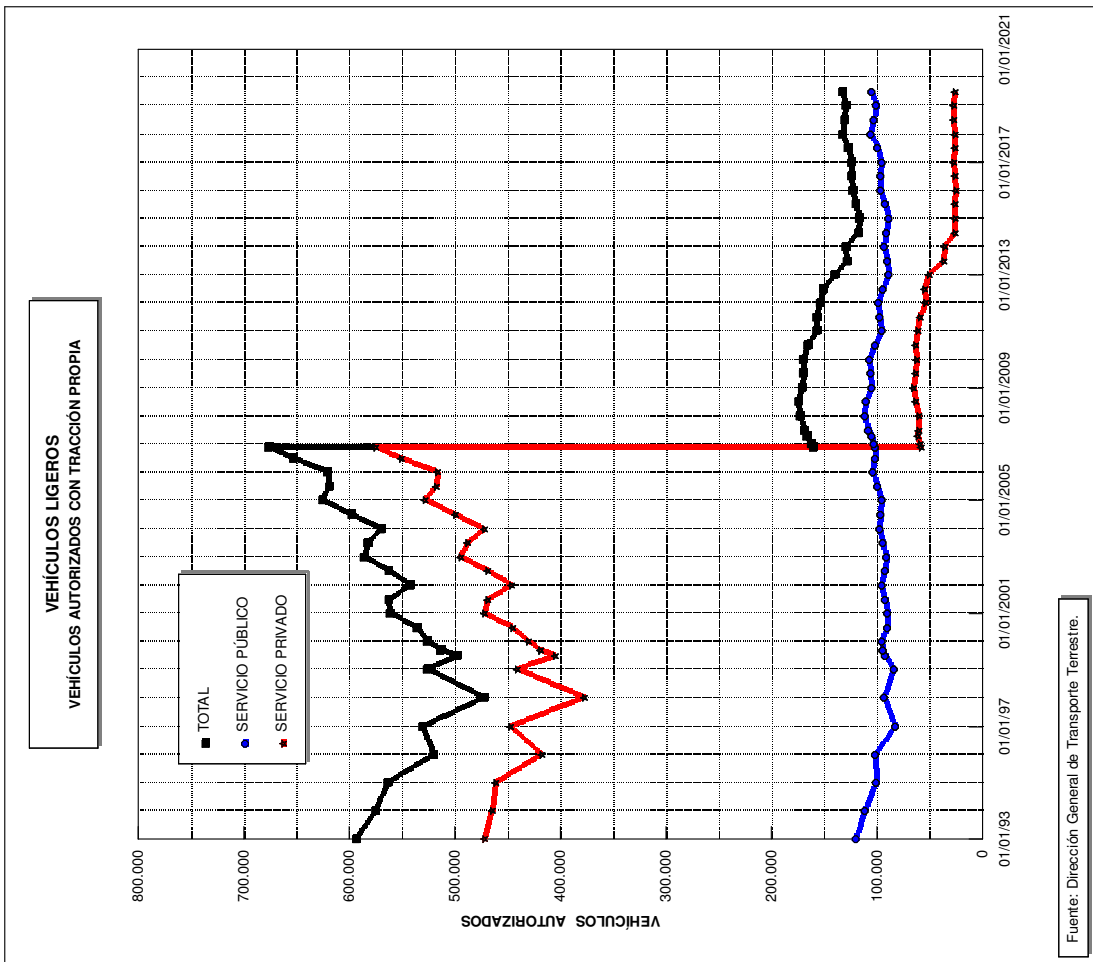 VEHÍCULOS LIGEROS
VEHÍCULOS AUTORIZADOS CON TRACCIÓN PROPIA
TOTAL
SERVICIO PÚBLICO
SERVICIO PRIVADO
VEHÍCULOS AUTORIZADOS
800.000
700.000
600.000
500.000
400.000
300.000
200.000
100.000
0
01/01/93
01/01/97
01/01/2001
01/01/2005
01/01/2009
01/01/2013
01/01/2017
01/01/2021
Fuente: Dirección General de Transporte Terrestre.